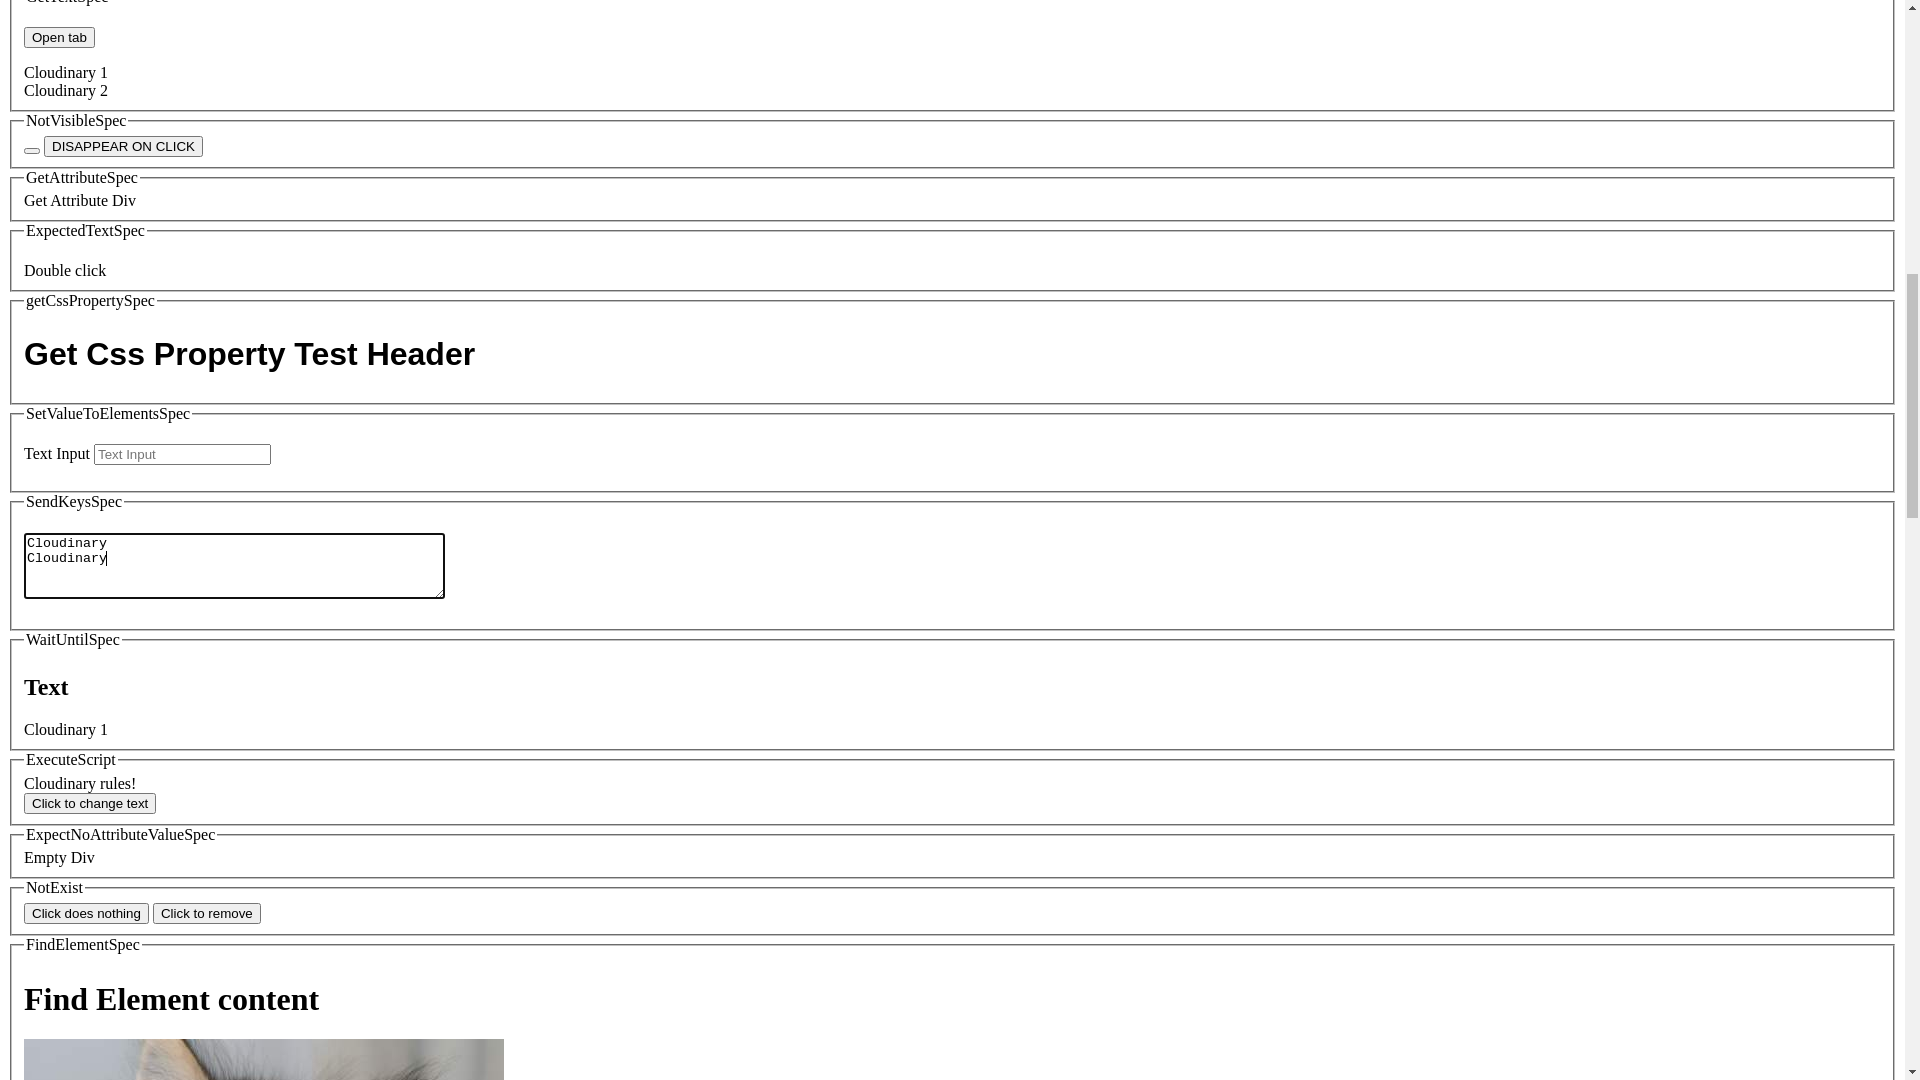 Open tab
Cloudinary 1
Cloudinary 2
NotVisibleSpec
DISAPPEAR ON CLICK
GetAttributeSpec
Get Attribute Div
ExpectedTextSpec
Double click
getCssPropertySpec
Get Css Property Test Header
SetValueToElementsSpec
Text Input Text Input
SendKeysSpec
Cloudinary
Cloudinary
WaitUntilSpec
Text
Cloudinary 1
ExecuteScript
Cloudinary rules!
Click to change text
ExpectNoAttributeValueSpec
Empty Div
NotExist
Click does nothing Click to remove
FindElementSpec
Find Element content